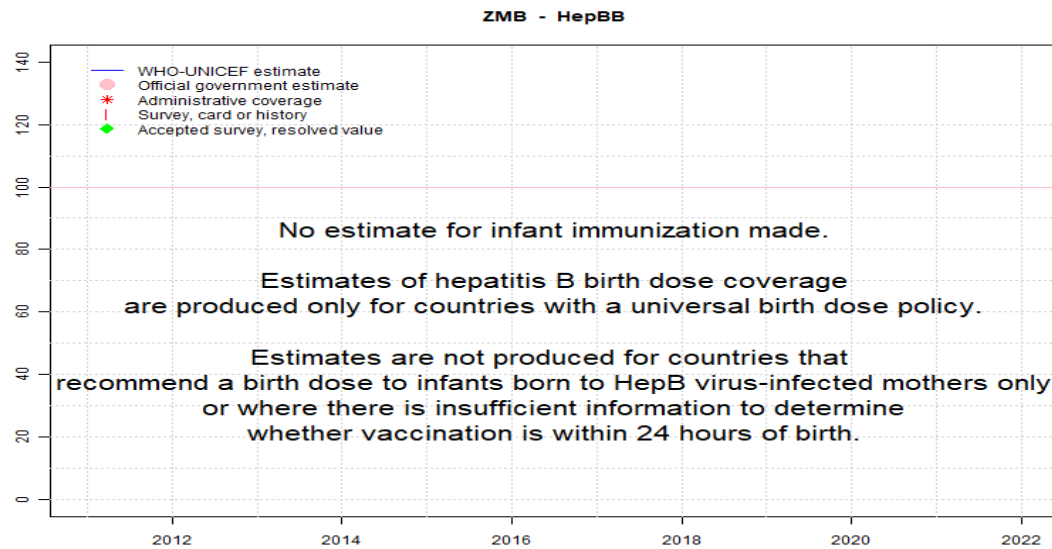 ZMB - HepBB
140
120
100
80
60
40
20
0
WHO-UNICEF estimate
Official government estimate
Administrative coverage
Survey, card or history
Accepted survey, resolved value
No estimate for infant immunization made.
Estimates of hepatitis B birth dose coverage
are produced only for countries with a universal birth dose policy.
Estimates are not produced for countries that
recommend a birth dose to infants born to HepB virus-infected mothers only
or where there is insufficient information to determine
whether vaccination is within 24 hours of birth.
2012 2014 2016 2018 2020 2022